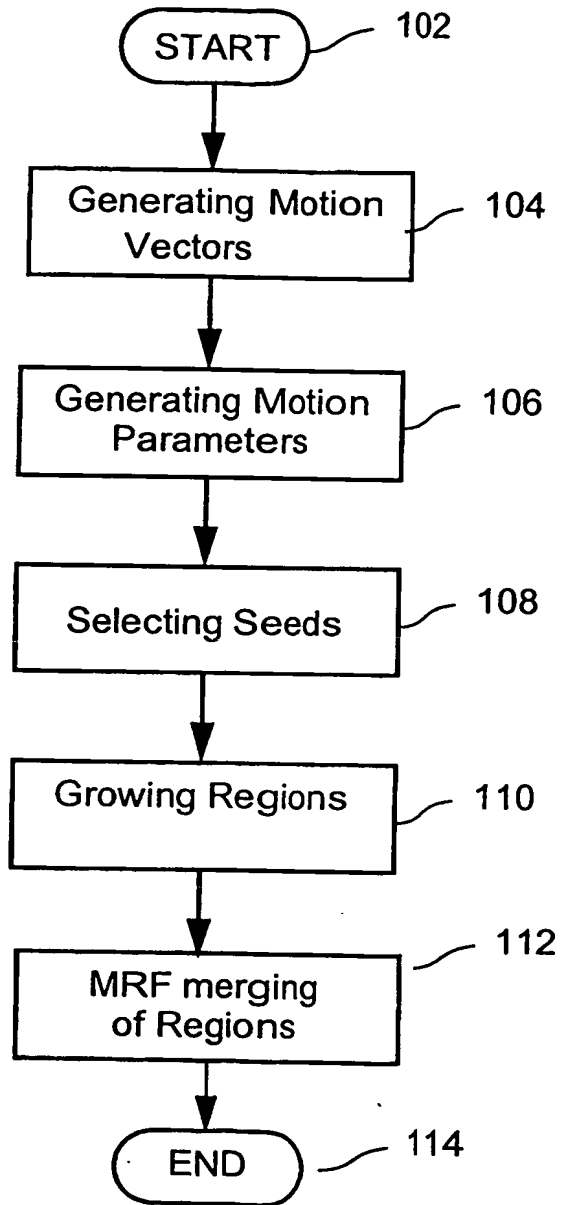 START
102
Generating Motion
Vectors
104
Generating Motion
Parameters
106
Selecting Seeds
108
Growing Regions
110
MRF merging
of Regions
112
END
114